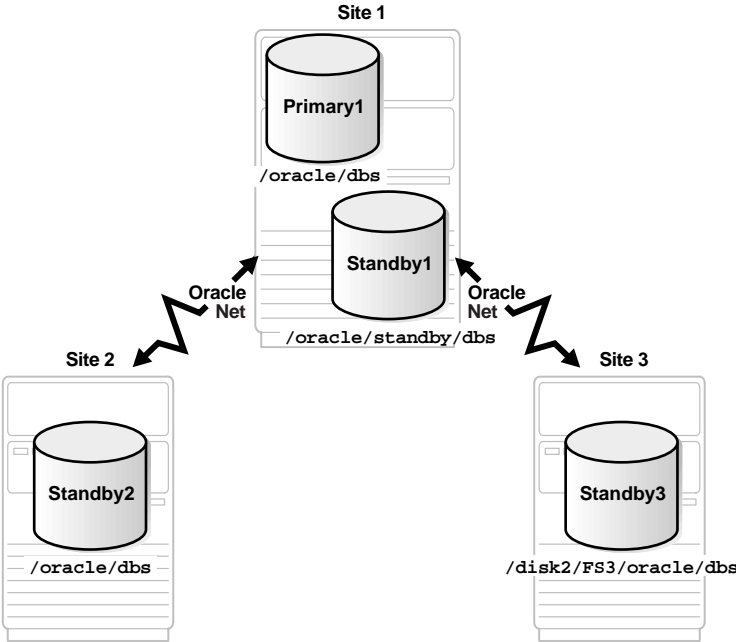 Site 1
Primary1
/oracle/dbs
Standby1
Oracle
Net
Oracle
Net
/oracle/standby/dbs
Site 2
Site 3
Standby2
Standby3
/oracle/dbs
/disk2/FS3/oracle/dbs